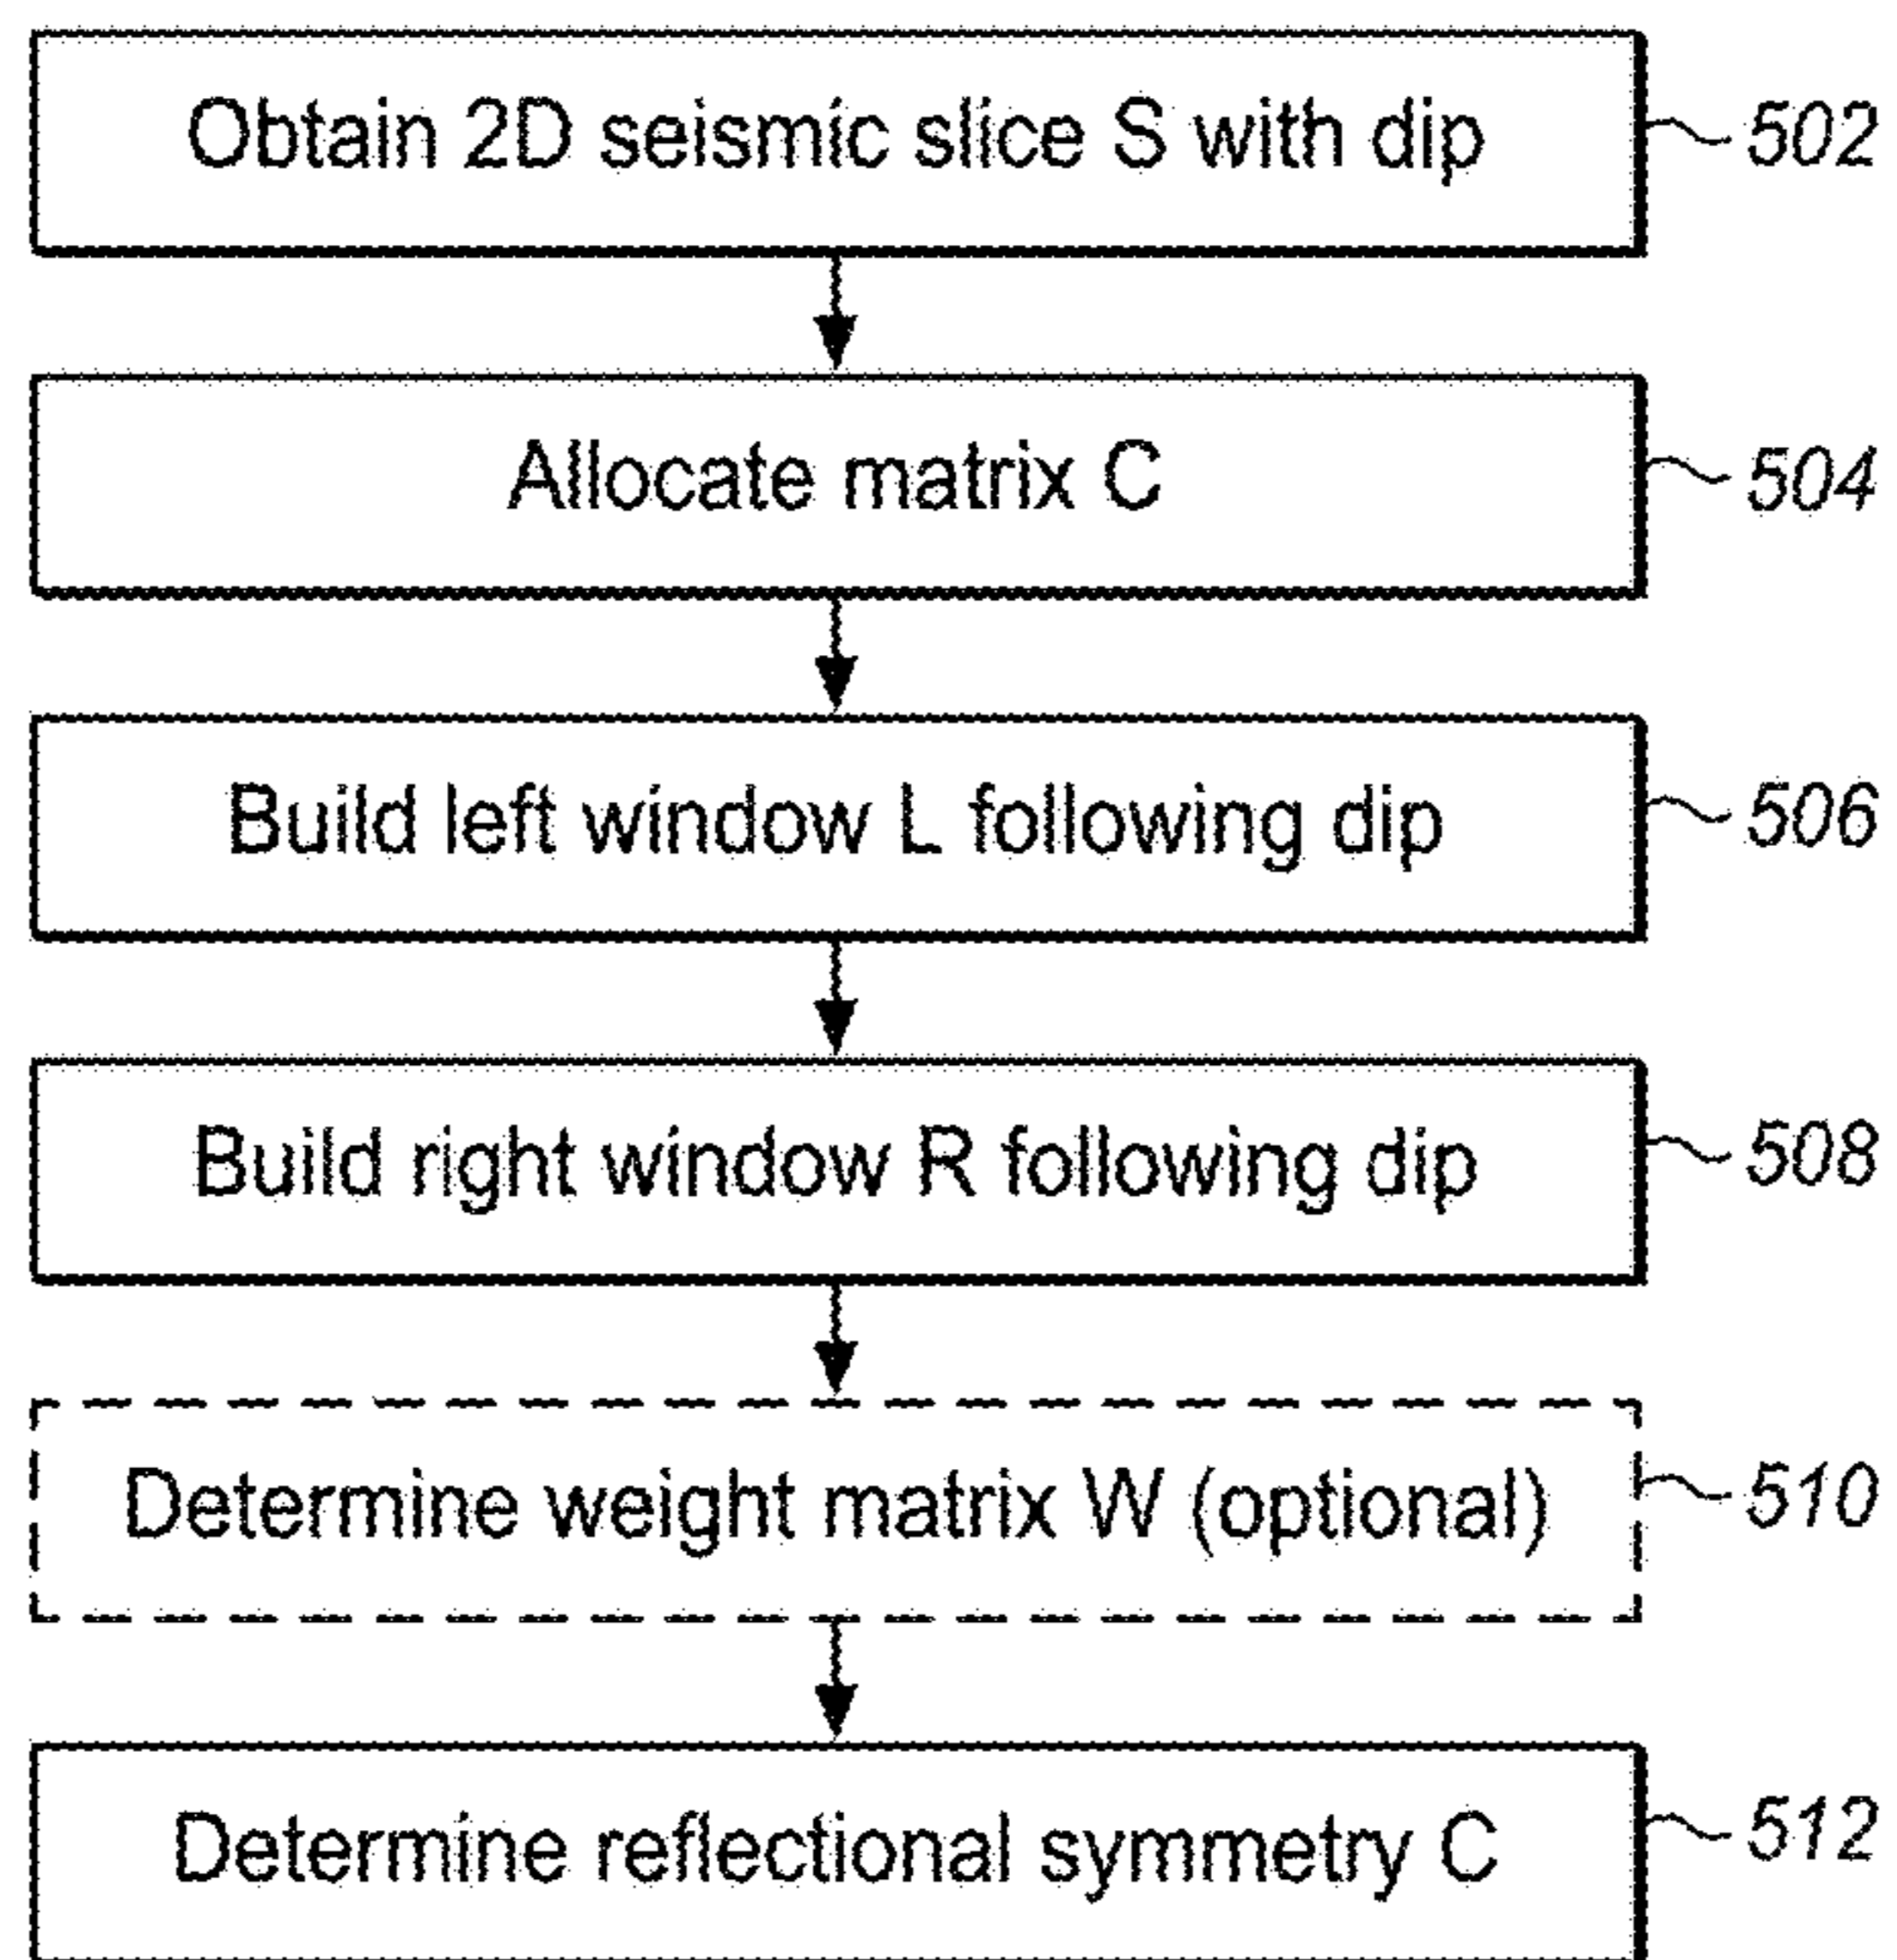 Obtain 2D seismic slice S with dip 502
Allocate matrix C 504
Build left window L following dip 506
Build right window R following dip 508
Determine weight matrix W (optional) 510
Determine reflectional symmetry C 512